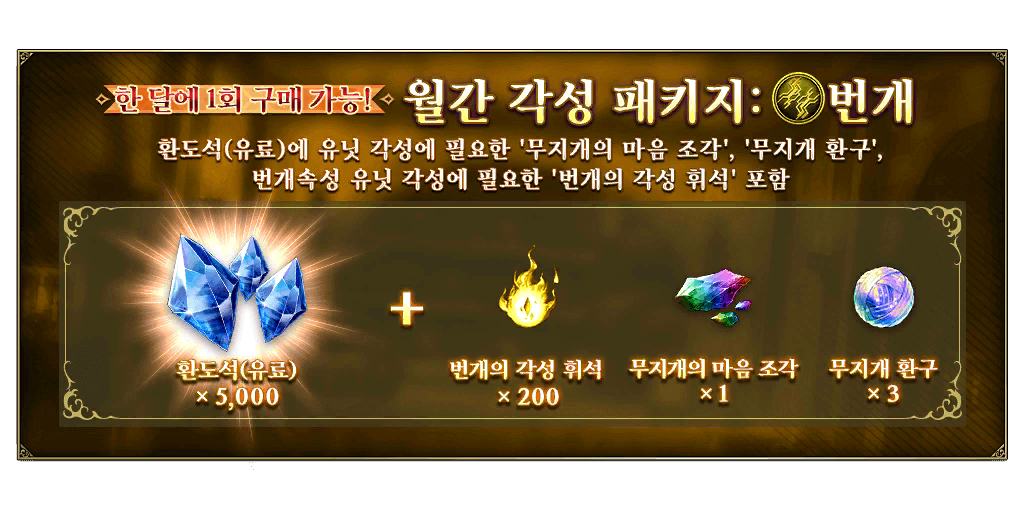 한 달에 1회 구매 가능! 월간 각성 패키지: 번개
환도석(유료)에 유닛 각성에 필요한 '무지개의 마음 조각', '무지개 환구',
번개속성 유닛 각성에 필요한 '번개의 각성 휘석' 포함
+
환도석(유료) 번개의 각성 휘석 무지개의 마음 조각 무지개 환구
× 5,000 × 200 × 1 × 3